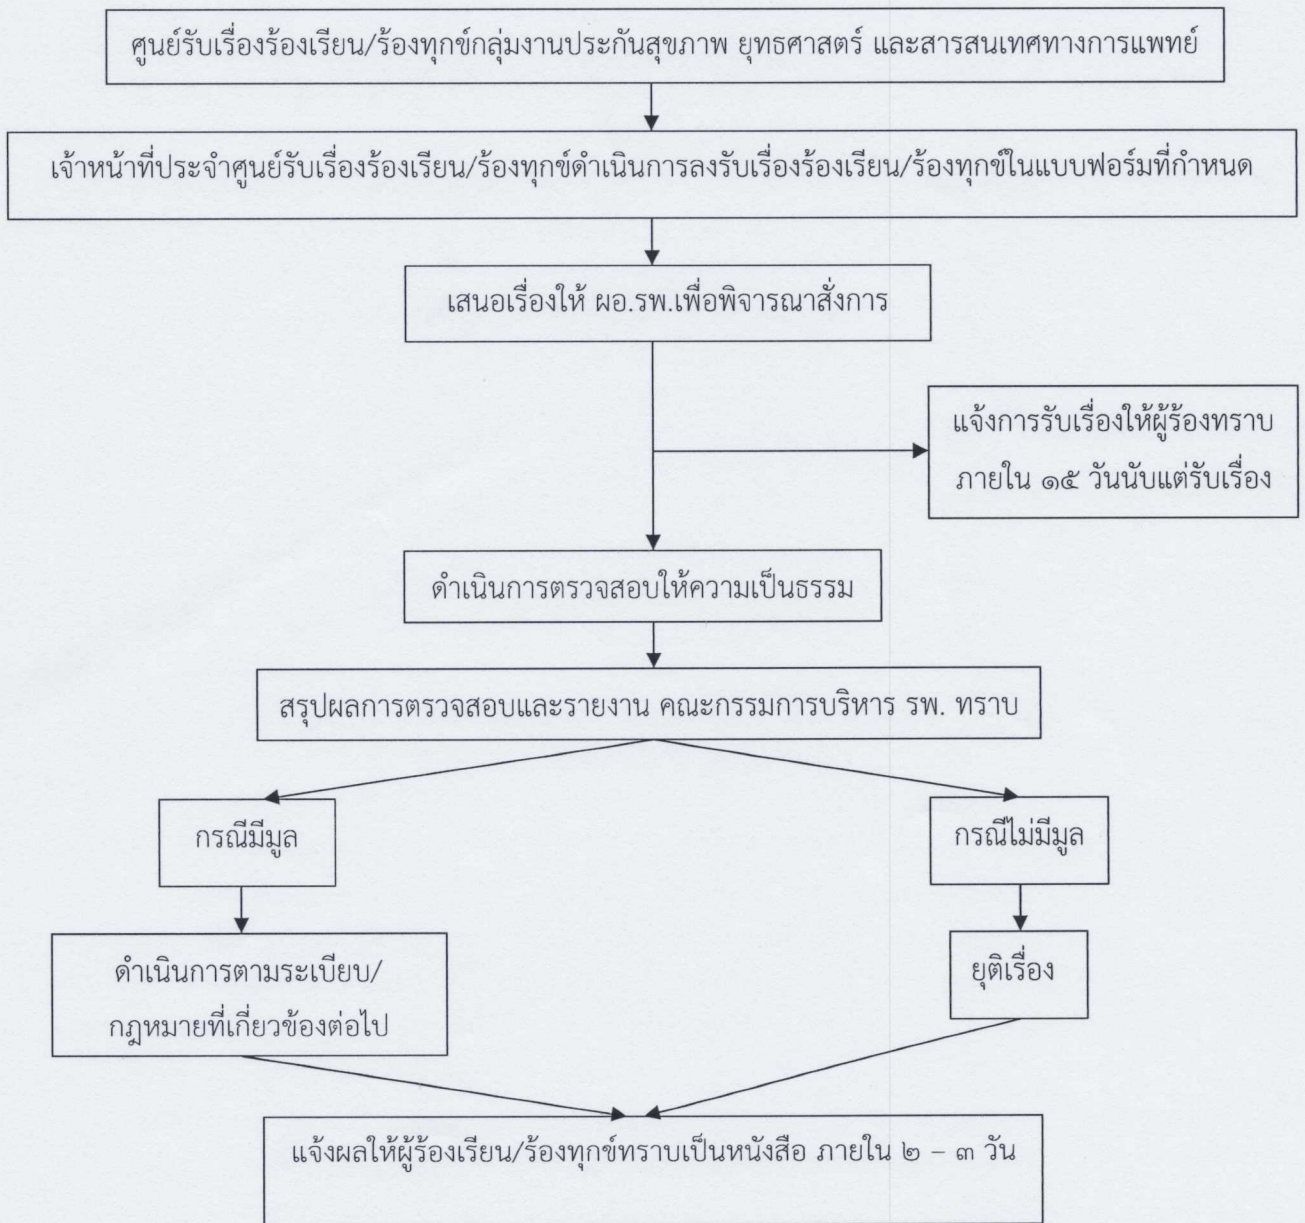 ศูนย์รับเรื่องร้องเรียน/ร้องทุกข์กลุ่มงานประกันสุขภาพ ยุทธศาสตร์ และสารสนเทศทางการแพทย์
เจ้าหน้าที่ประจำศูนย์รับเรื่องร้องเรียน/ร้องทุกข์ดำเนินการลงรับเรื่องร้องเรียน/ร้องทุกข์ในแบบฟอร์มที่กำหนด
เสนอเรื่องให้ ผอ.รพ.เพื่อพิจารณาสั่งการ
แจ้งการรับเรื่องให้ผู้ร้องทราบ
ภายใน ๑๕ วันนับแต่รับเรื่อง
ดำเนินการตรวจสอบให้ความเป็นธรรม
สรุปผลการตรวจสอบและรายงาน คณะกรรมการบริหาร รพ. ทราบ
กรณีมีมูล
กรณีไม่มีมูล
ดำเนินการตามระเบียบ/
กฎหมายที่เกี่ยวข้องต่อไป
ยุติเรื่อง
แจ้งผลให้ผู้ร้องเรียน/ร้องทุกข์ทราบเป็นหนังสือ ภายใน ๒ – ๓ วัน